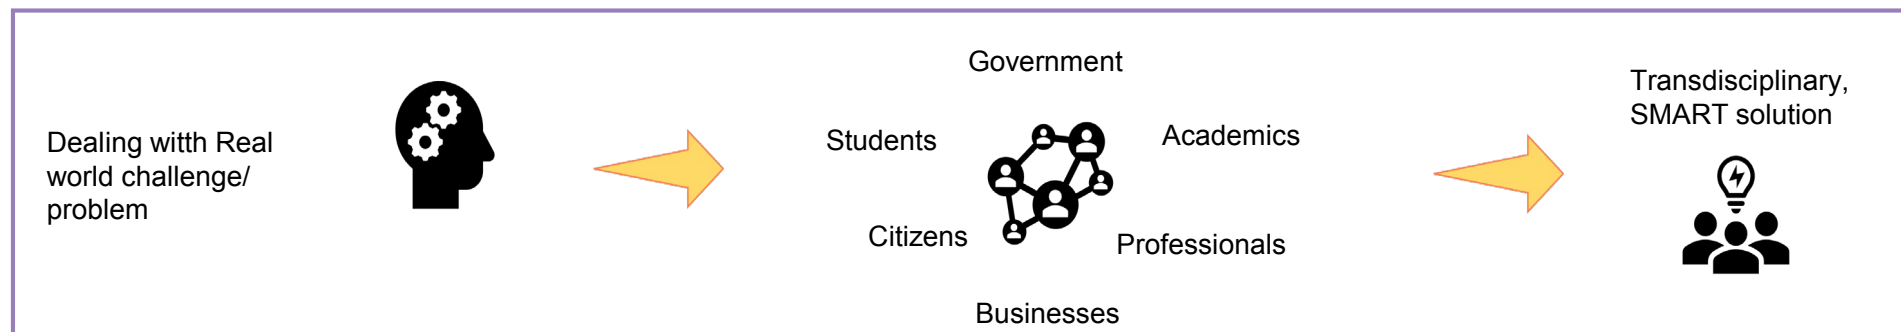 Dealing witth Real
world challenge/
problem
Government
Students
Academics
Citizens
Professionals
Businesses
Transdisciplinary,
SMART solution